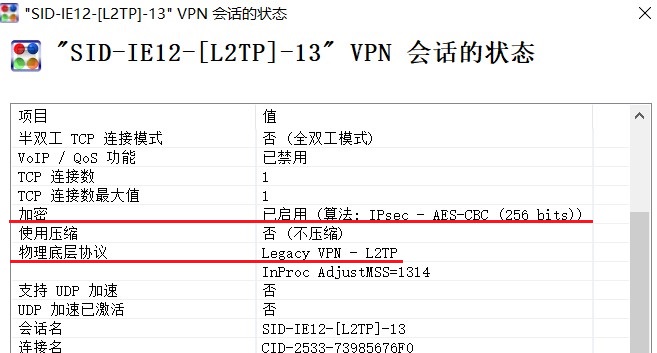 "SID-IE12-[L2TP]-13" VPN 会话的状态
"SID-IE12-[L2TP]-13" VPN 会话的状态
项目 值
半双工 TCP 连接模式 否 (全双工模式)
VoIP / QoS 功能 已禁用
TCP 连接数 1
TCP 连接数最大值 1
加密 已启用 (算法: IPsec - AES-CBC (256 bits))
使用压缩 否 (不压缩)
物理底层协议 Legacy VPN - L2TP
InProc AdjustMSS=1314
支持 UDP 加速 否
UDP 加速已激活 否
会话名 SID-IE12-[L2TP]-13
连接名 CID-2533-73985676F0